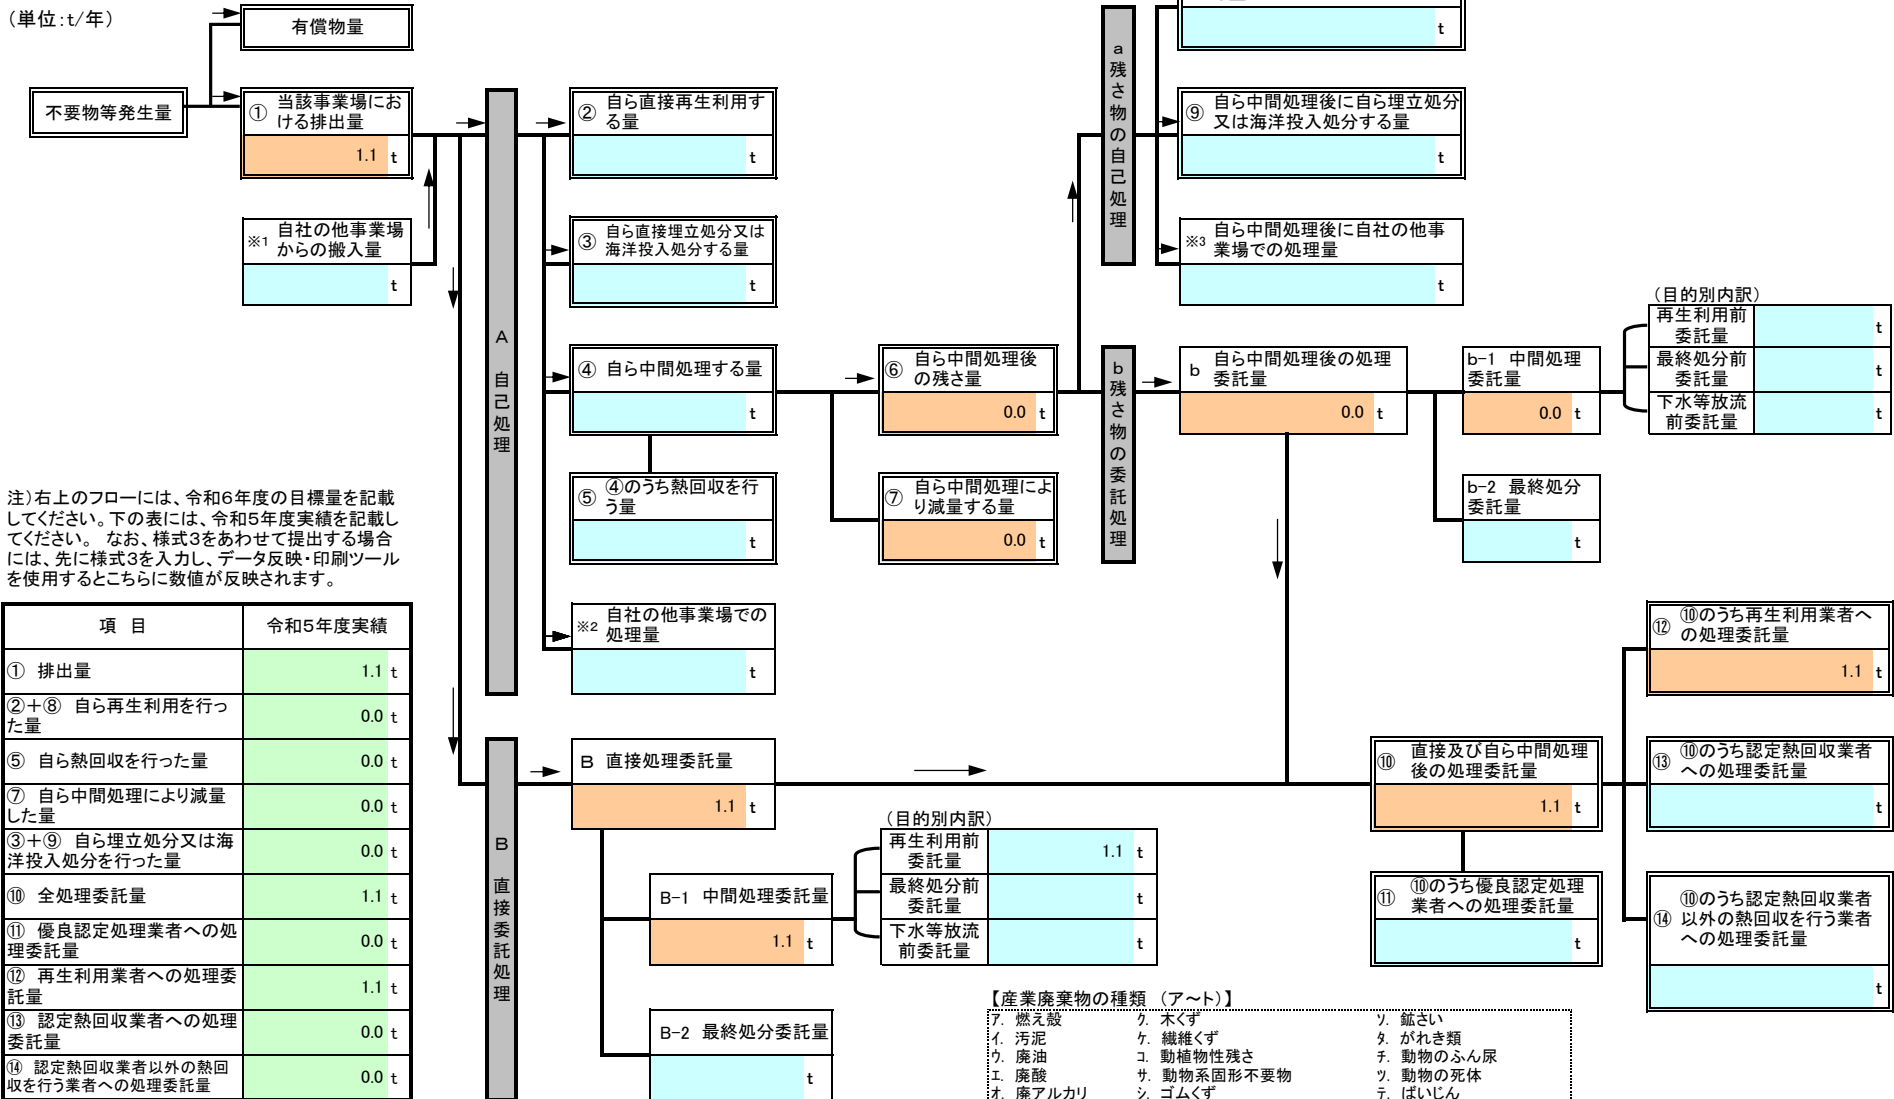 (単位:t/年)
有償物量
不要物等発生量
① 当該事業場にお
ける排出量
1.1 t
※1 自社の他事業場
からの搬入量
t
A 自己処理
② 自ら直接再生利用す
る量
t
③ 自ら直接埋立処分又は
海洋投入処分する量
④ 自ら中間処理する量
t
⑤ ④のうち熱回収を行
う量
t
※2 自社の他事業場での
処理量
t
⑥ 自ら中間処理後
の残さ量
0.0 t
⑦ 自ら中間処理によ
り減量する量
0.0 t
a 残さ物の自己処理
t
⑨ 自ら中間処理後に自ら埋立処分
又は海洋投入処分する量
t
※3 自ら中間処理後に自社の他事
業場での処理量
t
b 残さ物の委託処理
b 自ら中間処理後の処理
委託量
0.0 t
b-1 中間処理
委託量
0.0 t
(目的別内訳)
再生利用前
委託量
t
最終処分前
委託量
t
下水等放流
前委託量
t
b-2 最終処分
委託量
t
注)右上のフローには、令和6年度の目標量を記載
してください。下の表には、令和5年度実績を記載し
てください。 なお、様式3をあわせて提出する場合
には、先に様式3を入力し、データ反映・印刷ツール
を使用するとこちらに数値が反映されます。
項 目 令和5年度実績
① 排出量 1.1 t
②+⑧ 自ら再生利用を行っ
た量 0.0 t
⑤ 自ら熱回収を行った量 0.0 t
⑦ 自ら中間処理により減量
した量 0.0 t
③+⑨ 自ら埋立処分又は海
洋投入処分を行った量 0.0 t
⑩ 全処理委託量 1.1 t
⑪ 優良認定処理業者への処
理委託量 0.0 t
⑫ 再生利用業者への処理委
託量 1.1 t
⑬ 認定熱回収業者への処理
委託量 0.0 t
⑭ 認定熱回収業者以外の熱回
収を行う業者への処理委託量 0.0 t
B 直接委託処理
B 直接処理委託量
1.1 t
B-1 中間処理委託量
1.1 t
(目的別内訳)
再生利用前
委託量
1.1 t
最終処分前
委託量
t
下水等放流
前委託量
t
B-2 最終処分委託量
t
⑩ 直接及び自ら中間処理
後の処理委託量
1.1 t
⑪ ⑩のうち優良認定処理
業者への処理委託量
t
⑫ ⑩のうち再生利用業者へ
の処理委託量
1.1 t
⑬ ⑩のうち認定熱回収業者
への処理委託量
t
⑭ ⑩のうち認定熱回収業者
以外の熱回収を行う業者
への処理委託量
t
【産業廃棄物の種類 (ア~ト)】
ア. 燃え殻 ク. 木くず ソ. 鉱さい
イ. 汚泥 ケ. 繊維くず タ. がれき類
ウ. 廃油 コ. 動植物性残さ チ. 動物のふん尿
エ. 廃酸 サ. 動物系固形不要物 ツ. 動物の死体
オ. 廃アルカリ シ. ゴムくず テ. ばいじん